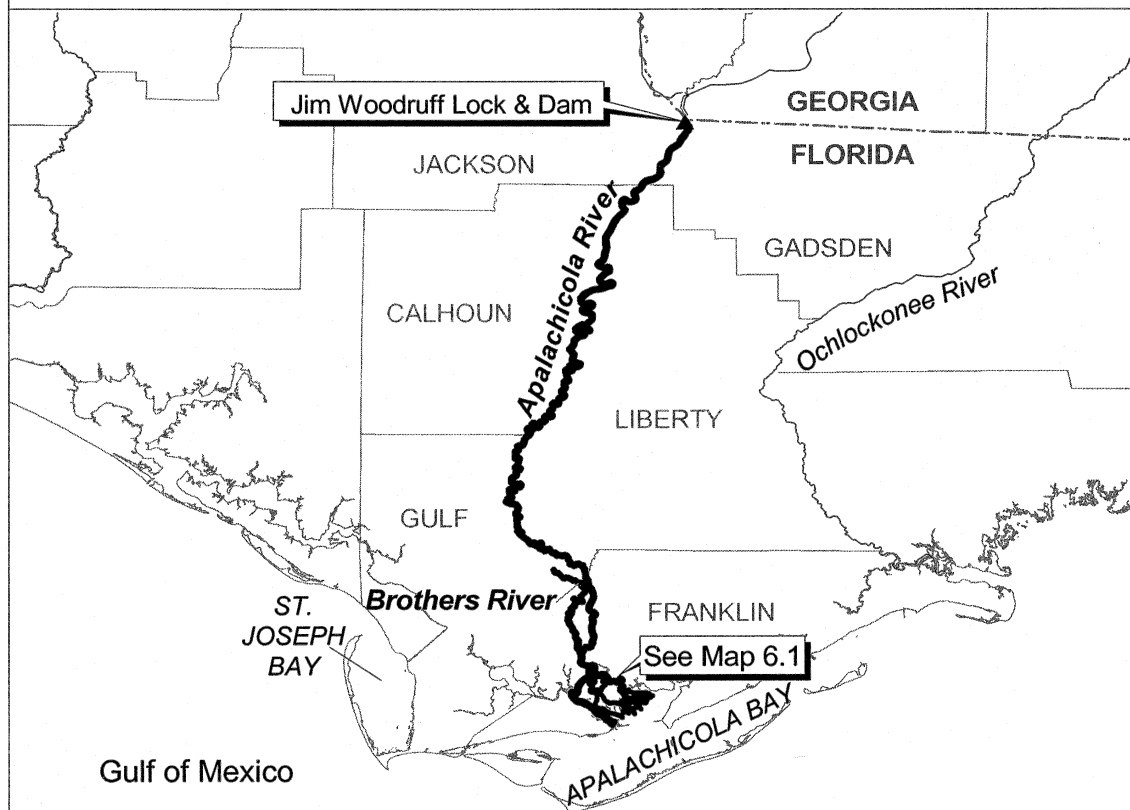 Jim Woodruff Lock & Dam
GEORGIA
FLORIDA
JACKSON
Apalachicola River
GADSDEN
CALHOUN
Ochlockonee River
LIBERTY
GULF
Brothers River
FRANKLIN
ST.
JOSEPH
BAY
See Map 6.1
APALACHICOLA BAY
Gulf of Mexico